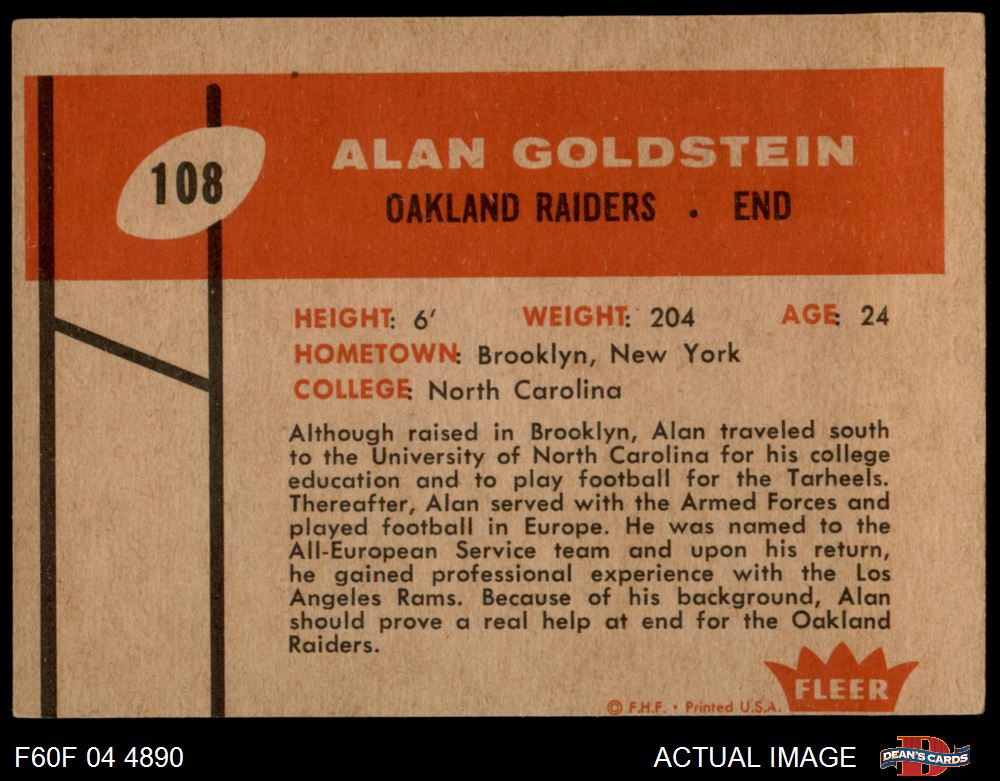 108
ALAN GOLDSTEIN
OAKLAND RAIDERS . END
HEIGHT: 6' WEIGHT: 204 AGE: 24
HOMETOWN: Brooklyn, New York
COLLEGE: North Carolina
Although raised in Brooklyn, Alan traveled south
to the University of North Carolina for his college
education and to play football for the Tarheels.
Thereafter, Alan served with the Armed Forces and
played football in Europe. He was named to the
All-European Service team and upon his return,
he gained professional experience with the Los
Angeles Rams. Because of his background, Alan
should prove a real help at end for the Oakland
Raiders.
FLEER
© F.H.F. • Printed U.S.A.
F60F 04 4890 ACTUAL IMAGE D DEAN'S CARDS